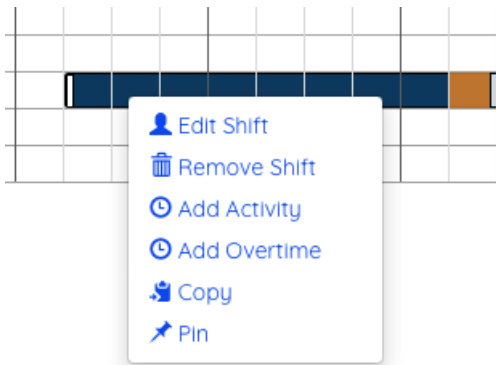 Edit Shift
Remove Shift
Add Activity
Add Overtime
Copy
Pin